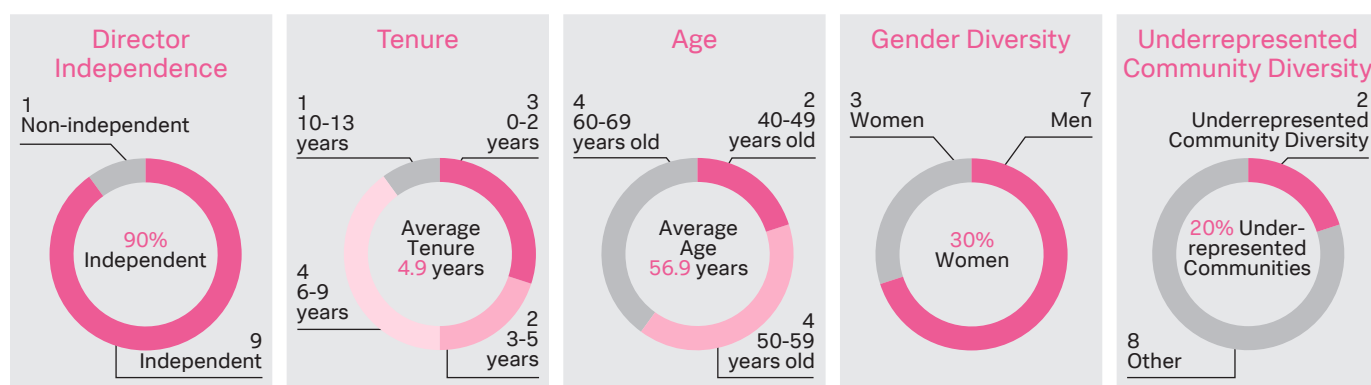 Director
Independence
1
Non-independent
90%
Independent
9
Independent
Tenure
1
10-13
years
3
0-2
years
Average
Tenure
4.9 years
4
6-9
years
2
3-5
years
Age
4
60-69
years old
2
40-49
years old
Average
Age
56.9 years
4
50-59
years old
Gender Diversity
3
Women
7
Men
30%
Women
Underrepresented
Community Diversity
2
Underrepresented
Community Diversity
20% Under-
represented
Communities
8
Other